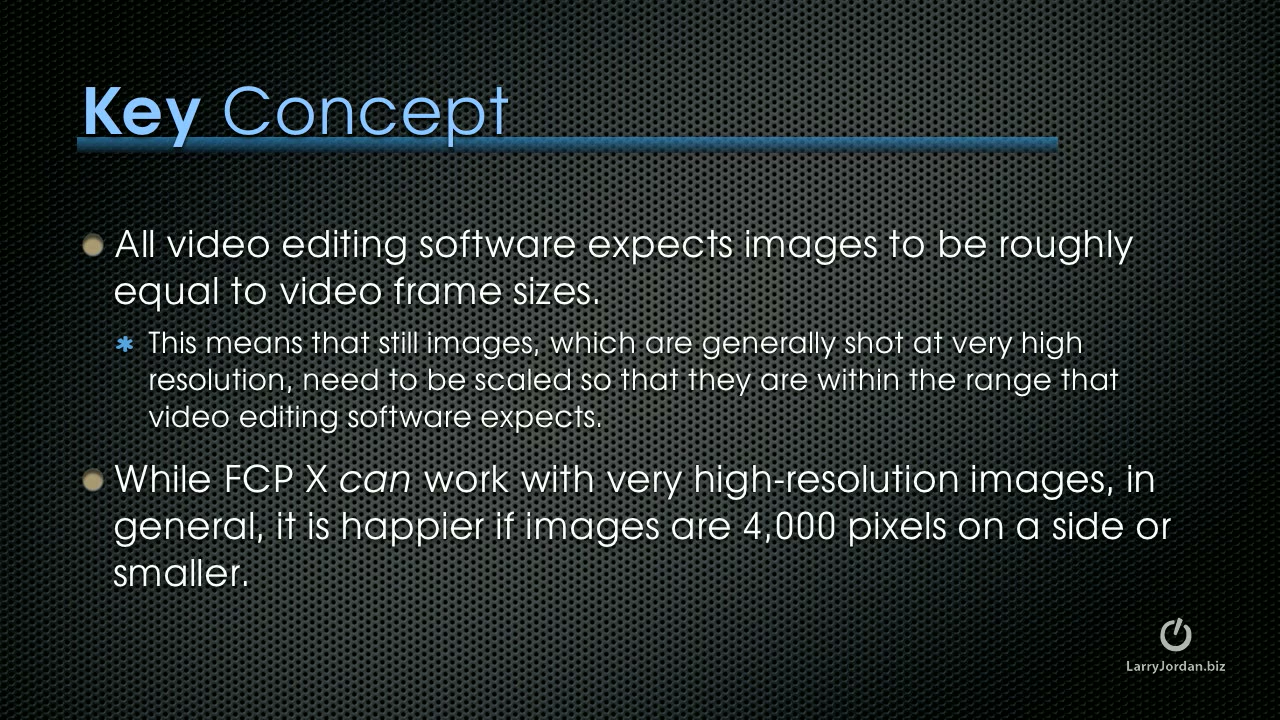 Key Concept
All video editing software expects images to be roughly
equal to video frame sizes.
This means that still images, which are generally shot at very high
resolution, need to be scaled so that they are within the range that
video editing software expects.
While FCP X can work with very high-resolution images, in
general, it is happier if images are 4,000 pixels on a side or
smaller.
LarryJordan.biz